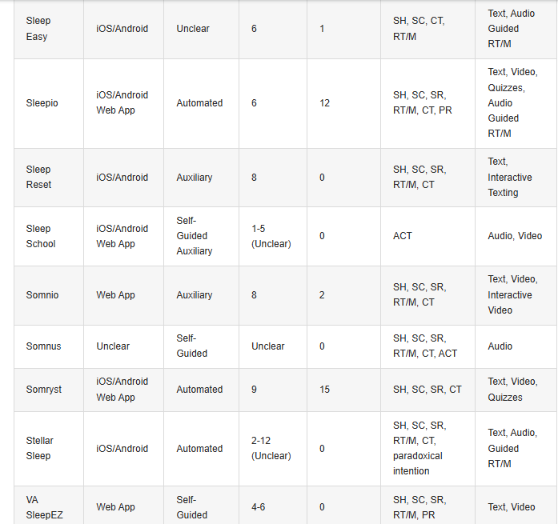 Sleep Easy iOS/Android Unclear 6 1 SH, SC, CT, RT/M Text, Audio Guided RT/M
Sleepio iOS/Android Web App Automated 6 12 SH, SC, SR, RT/M, CT, PR Text, Video, Quizzes, Audio Guided RT/M
Sleep Reset iOS/Android Auxiliary 8 0 SH, SC, SR, RT/M, CT Text, Interactive Texting
Sleep School iOS/Android Web App Self-Guided Auxiliary 1-5 (Unclear) 0 ACT Audio, Video
Somnio Web App Auxiliary 8 2 SH, SC, SR, RT/M, CT Text, Video, Interactive Video
Somnus Unclear Self-Guided Unclear 0 SH, SC, SR, RT/M, CT, ACT Audio
Somryst iOS/Android Web App Automated 9 15 SH, SC, SR, CT Text, Video, Quizzes
Stellar Sleep iOS/Android Automated 2-12 (Unclear) 0 SH, SC, SR, RT/M, CT, paradoxical intention Text, Audio, Guided RT/M
VA SleepEZ Web App Self-Guided 4-6 0 SH, SC, SR, RT/M, PR Text, Video